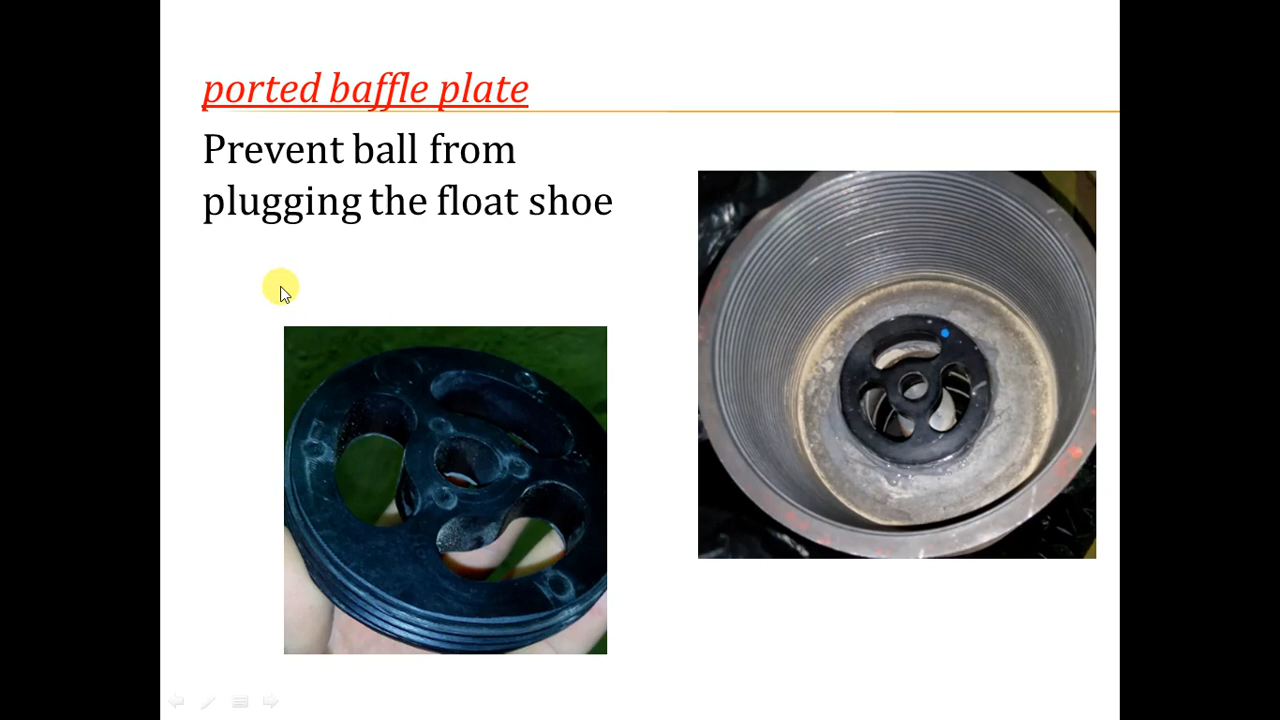 ported baffle plate
Prevent ball from
plugging the float shoe